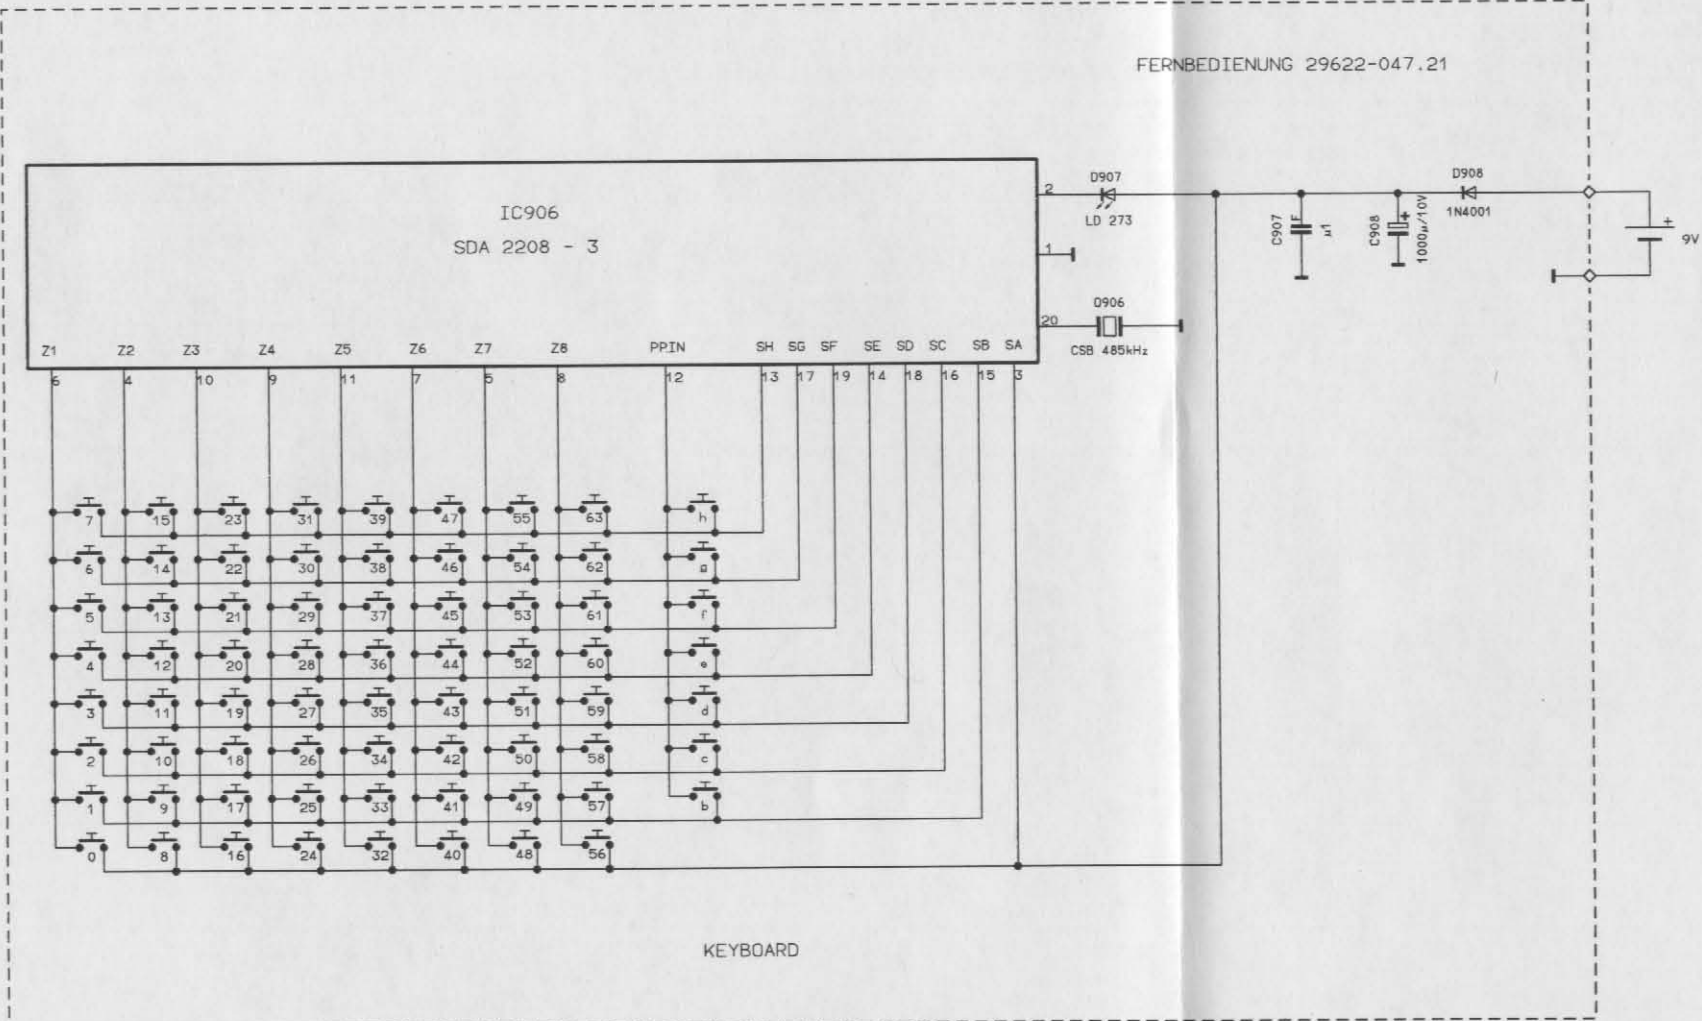 FERNBEDIENUNG 29622-047.21
IC906
SDA 2208 - 3
2
D907
LD 273
D908
1N4001
C907
µ1
C908
1000µ/10V
+
9V
1
D906
20
CSB 485kHz
Z1 Z2 Z3 Z4 Z5 Z6 Z7 Z8 PPIN SH SG SF SE SD SC SB SA
6 4 10 9 11 7 5 8 12 13 17 19 14 18 16 15 3
7 15 23 31 39 47 55 63 h
6 14 22 30 38 46 54 62 g
5 13 21 29 37 45 53 61 f
4 12 20 28 36 44 52 60 e
3 11 19 27 35 43 51 59 d
2 10 18 26 34 42 50 58 c
1 9 17 25 33 41 49 57 b
0 8 16 24 32 40 48 56
KEYBOARD